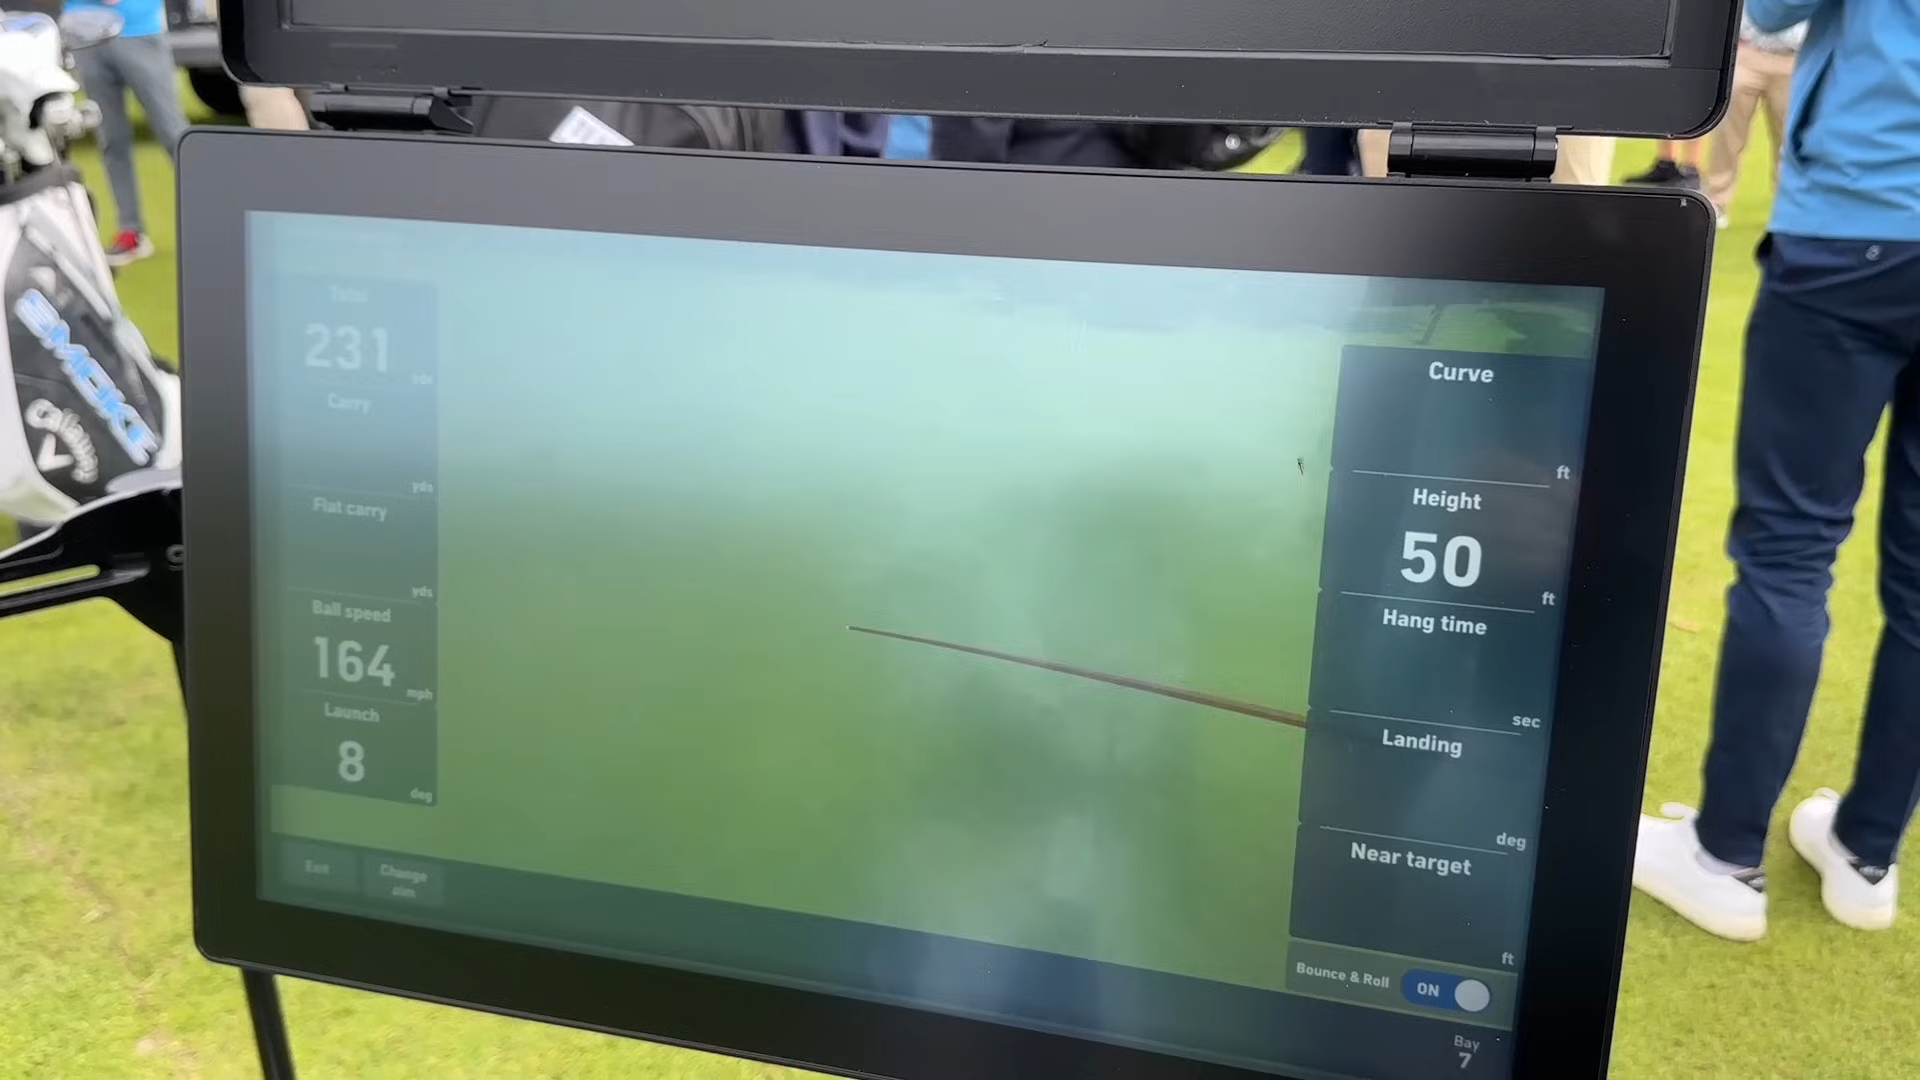 Total
231
yds
Carry
yds
Flat carry
yds
Ball speed
164
mph
Launch
8
deg
Exit
Change
aim
Curve
ft
Height
50
ft
Hang time
sec
Landing
deg
Near target
ft
Bounce & Roll
ON
Bay
7
SMOKE
Callaway